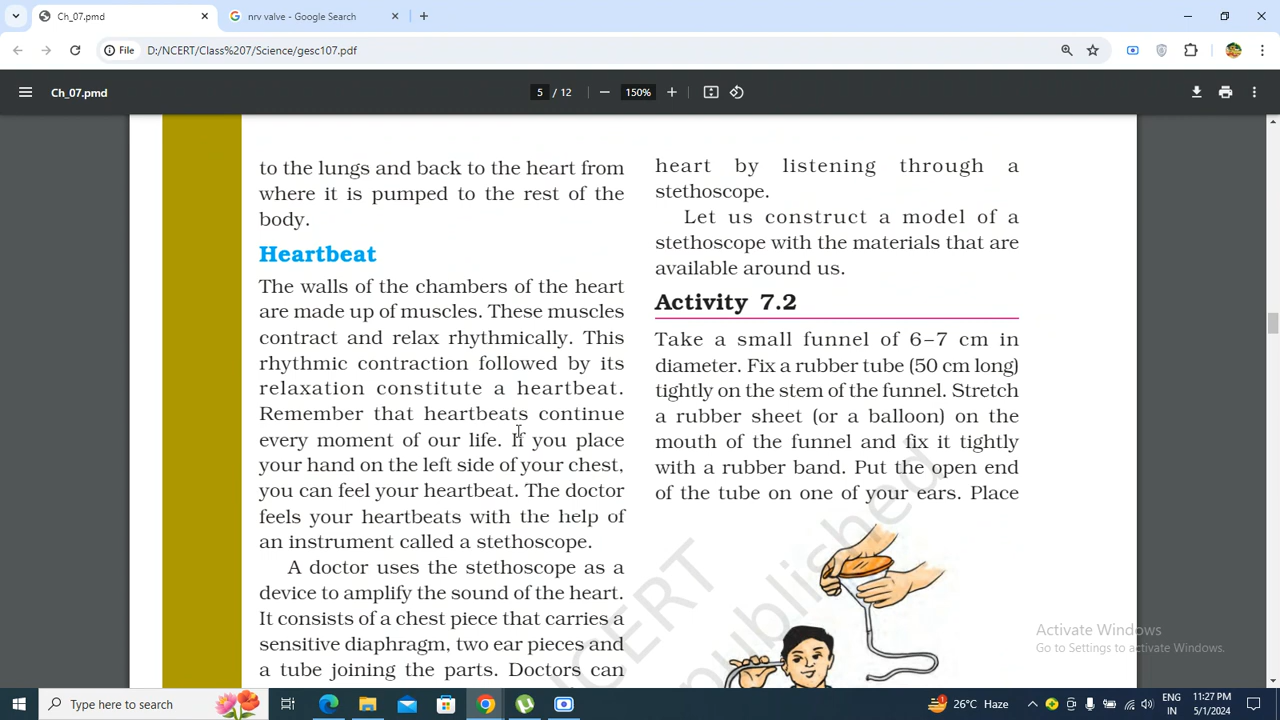 Ch_07.pmd
nrv valve - Google Search
File
D:/NCERT/Class%207/Science/gesc107.pdf
Ch_07.pmd
5 / 12
150%
to the lungs and back to the heart from
where it is pumped to the rest of the
body.
Heartbeat
The walls of the chambers of the heart
are made up of muscles. These muscles
contract and relax rhythmically. This
rhythmic contraction followed by its
relaxation constitute a heartbeat.
Remember that heartbeats continue
every moment of our life. If you place
your hand on the left side of your chest,
you can feel your heartbeat. The doctor
feels your heartbeats with the help of
an instrument called a stethoscope.
A doctor uses the stethoscope as a
device to amplify the sound of the heart.
It consists of a chest piece that carries a
sensitive diaphragm, two ear pieces and
a tube joining the parts. Doctors can
heart by listening through a
stethoscope.
Let us construct a model of a
stethoscope with the materials that are
available around us.
Activity 7.2
Take a small funnel of 6–7 cm in
diameter. Fix a rubber tube (50 cm long)
tightly on the stem of the funnel. Stretch
a rubber sheet (or a balloon) on the
mouth of the funnel and fix it tightly
with a rubber band. Put the open end
of the tube on one of your ears. Place
NCERT
published
Activate Windows
Go to Settings to activate Windows.
Type here to search
26°C Haze
ENG
IN
11:27 PM
5/1/2024